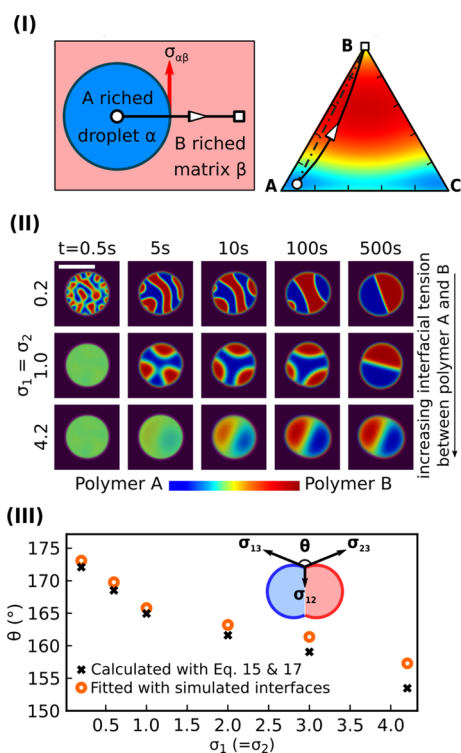 (I)
σαβ
A riched
droplet α
B riched
matrix β
B
A
C
(II)
t=0.5s 5s 10s 100s 500s
0.2
1.0
4.2
σ1 = σ2
increasing interfacial tension
between polymer A and B
Polymer A Polymer B
(III)
θ (°)
175
170
165
160
155
150
σ13 θ σ23
σ12
Calculated with Eq. 15 & 17
Fitted with simulated interfaces
0.5 1.0 1.5 2.0 2.5 3.0 3.5 4.0
σ1 (=σ2)